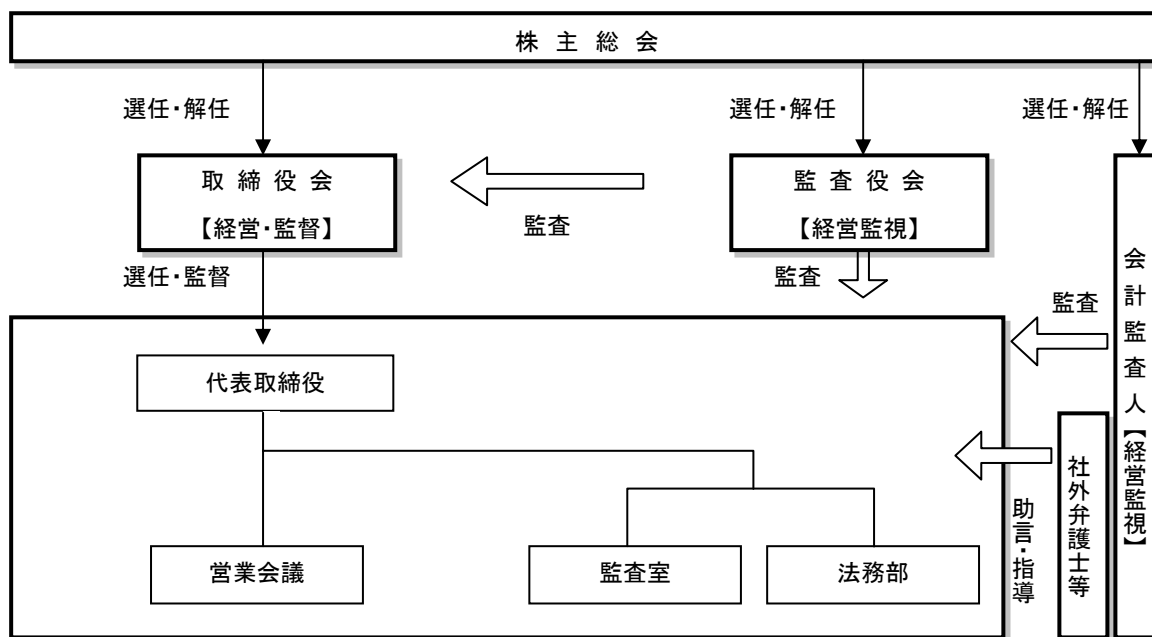 株主総会
選任・解任
選任・解任
選任・解任
取締役会
【経営・監督】
監査
監査役会
【経営監視】
選任・監督
監査
監査
会計監査人【経営監視】
代表取締役
社外弁護士等
助言・指導
営業会議
監査室
法務部